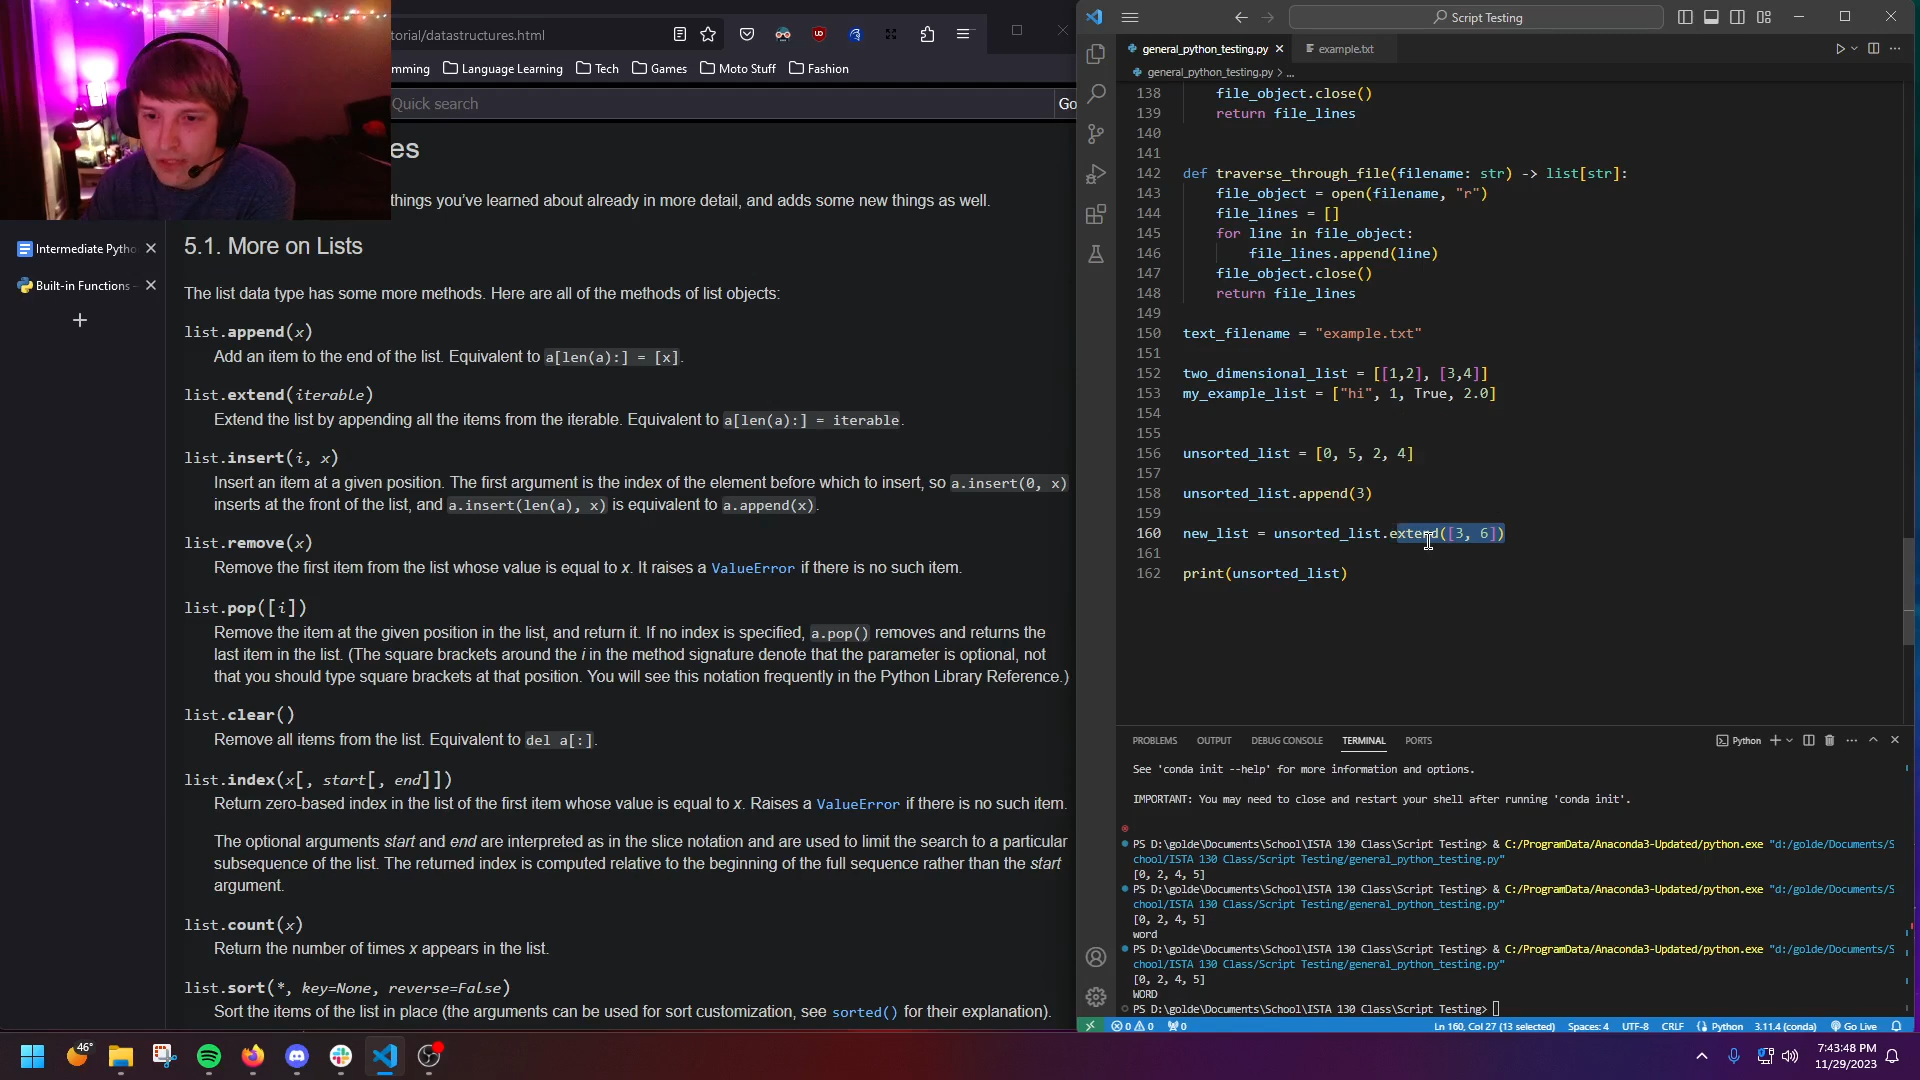 torial/datastructures.html
mming
Language Learning
Tech
Games
Moto Stuff
Fashion
Quick search
Go
es
things you've learned about already in more detail, and adds some new things as well.
Intermediate Pytho
Built-in Functions -
5.1. More on Lists
The list data type has some more methods. Here are all of the methods of list objects:
list.append(x)
Add an item to the end of the list. Equivalent to a[len(a):] = [x].
list.extend(iterable)
Extend the list by appending all the items from the iterable. Equivalent to a[len(a):] = iterable.
list.insert(i, x)
Insert an item at a given position. The first argument is the index of the element before which to insert, so a.insert(0, x)
inserts at the front of the list, and a.insert(len(a), x) is equivalent to a.append(x).
list.remove(x)
Remove the first item from the list whose value is equal to x. It raises a ValueError if there is no such item.
list.pop([i])
Remove the item at the given position in the list, and return it. If no index is specified, a.pop() removes and returns the
last item in the list. (The square brackets around the i in the method signature denote that the parameter is optional, not
that you should type square brackets at that position. You will see this notation frequently in the Python Library Reference.)
list.clear()
Remove all items from the list. Equivalent to del a[:].
list.index(x[, start[, end]])
Return zero-based index in the list of the first item whose value is equal to x. Raises a ValueError if there is no such item.
The optional arguments start and end are interpreted as in the slice notation and are used to limit the search to a particular
subsequence of the list. The returned index is computed relative to the beginning of the full sequence rather than the start
argument.
list.count(x)
Return the number of times x appears in the list.
list.sort(*, key=None, reverse=False)
Sort the items of the list in place (the arguments can be used for sort customization, see sorted() for their explanation).
Script Testing
general_python_testing.py
example.txt
general_python_testing.py > ...
138 file_object.close()
139 return file_lines
140
141
142 def traverse_through_file(filename: str) -> list[str]:
143 file_object = open(filename, "r")
144 file_lines = []
145 for line in file_object:
146 file_lines.append(line)
147 file_object.close()
148 return file_lines
149
150 text_filename = "example.txt"
151
152 two_dimensional_list = [[1,2], [3,4]]
153 my_example_list = ["hi", 1, True, 2.0]
154
155
156 unsorted_list = [0, 5, 2, 4]
157
158 unsorted_list.append(3)
159
160 new_list = unsorted_list.extend([3, 6])
161
162 print(unsorted_list)
PROBLEMS OUTPUT DEBUG CONSOLE TERMINAL PORTS
Python
See 'conda init --help' for more information and options.
IMPORTANT: You may need to close and restart your shell after running 'conda init'.
PS D:\golde\Documents\School\ISTA 130 Class\Script Testing> & C:/ProgramData/Anaconda3-Updated/python.exe "d:/golde/Documents/S
chool/ISTA 130 Class/Script Testing/general_python_testing.py"
[0, 2, 4, 5]
PS D:\golde\Documents\School\ISTA 130 Class\Script Testing> & C:/ProgramData/Anaconda3-Updated/python.exe "d:/golde/Documents/S
chool/ISTA 130 Class/Script Testing/general_python_testing.py"
[0, 2, 4, 5]
word
PS D:\golde\Documents\School\ISTA 130 Class\Script Testing> & C:/ProgramData/Anaconda3-Updated/python.exe "d:/golde/Documents/S
chool/ISTA 130 Class/Script Testing/general_python_testing.py"
[0, 2, 4, 5]
WORD
PS D:\golde\Documents\School\ISTA 130 Class\Script Testing>
0 0 0 Ln 160, Col 27 (13 selected) Spaces: 4 UTF-8 CRLF Python 3.11.4 (conda) Go Live
46°
7:43:48 PM
11/29/2023